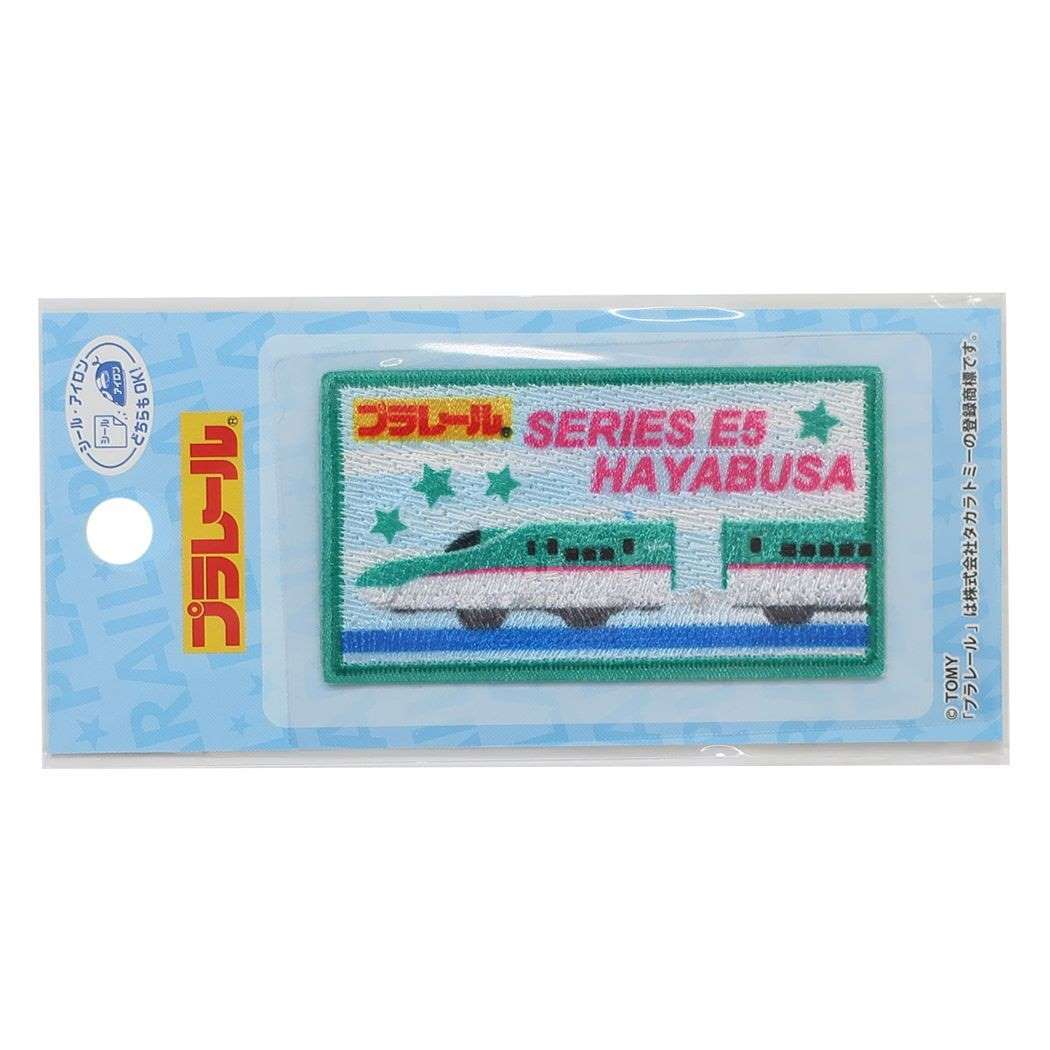 シール・アイロン
シール
アイロン
どちらもOK!
プラレール®
プラレール®
SERIES E5
HAYABUSA
© TOMY
「プラレール」は株式会社タカラトミーの登録商標です。
PLA
RAIL